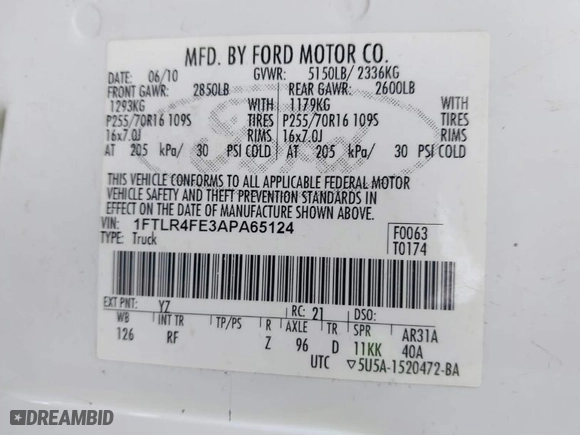 MFD. BY FORD MOTOR CO.
DATE: 06/10 GVWR: 5150LB/ 2336KG
FRONT GAWR: 2850LB REAR GAWR: 2600LB
1293KG WITH 1179KG WITH
P255/70R16 109S TIRES P255/70R16 109S TIRES
16x7.0J RIMS 16x7.0J RIMS
AT 205 kPa/ 30 PSI COLD AT 205 kPa/ 30 PSI COLD
THIS VEHICLE CONFORMS TO ALL APPLICABLE FEDERAL MOTOR
VEHICLE SAFETY AND THEFT PREVENTION STANDARDS IN
EFFECT ON THE DATE OF MANUFACTURE SHOWN ABOVE.
VIN: 1FTLR4FE3APA65124 F0063
TYPE: Truck T0174
EXT PNT: YZ RC: 21 DSO:
WB INT TR TP/PS R AXLE TR SPR AR31A
126 RF Z 96 D 11KK 40A
UTC ▽5U5A-1520472-BA
DREAMBID